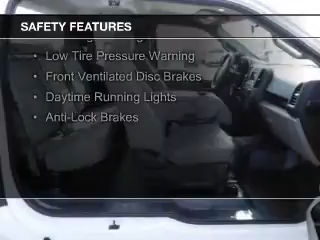 SAFETY FEATURES
• Low Tire Pressure Warning
• Front Ventilated Disc Brakes
• Daytime Running Lights
• Anti-Lock Brakes